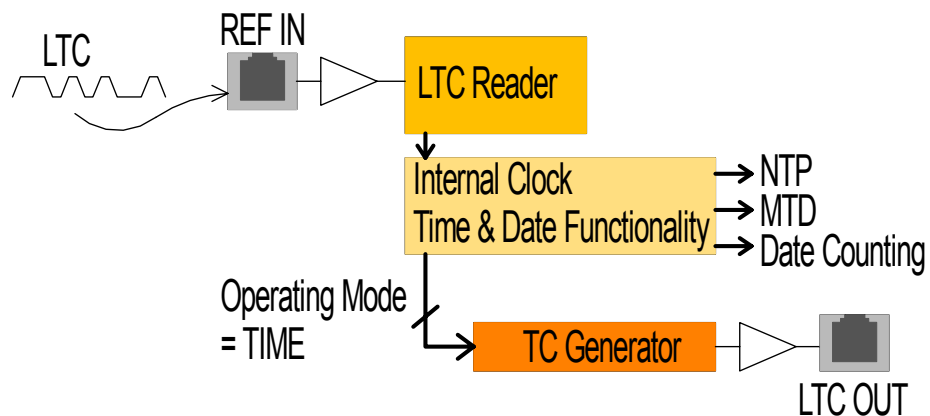 LTC
REF IN
LTC Reader
Internal Clock
Time & Date Functionality
NTP
MTD
Date Counting
Operating Mode
= TIME
TC Generator
LTC OUT